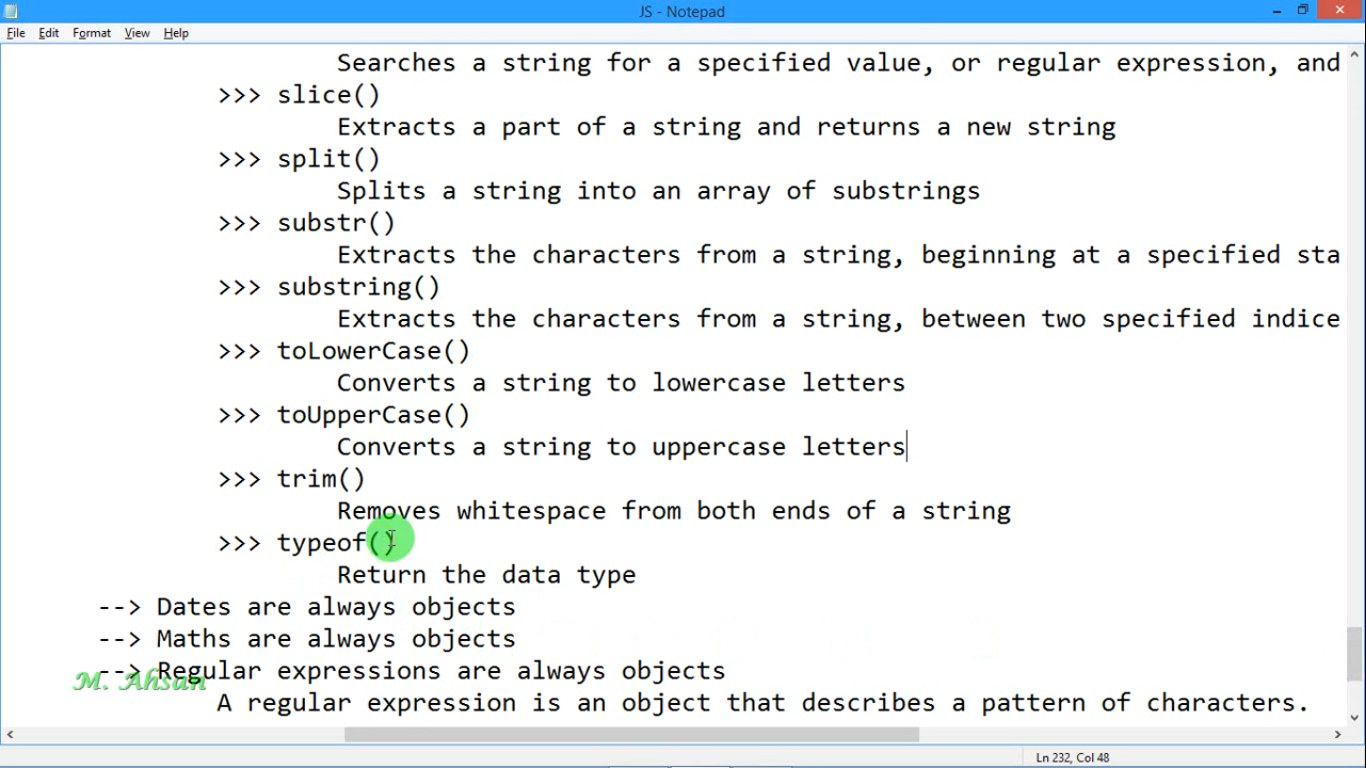 JS - Notepad
File Edit Format View Help
Searches a string for a specified value, or regular expression, and
>>> slice()
Extracts a part of a string and returns a new string
>>> split()
Splits a string into an array of substrings
>>> substr()
Extracts the characters from a string, beginning at a specified sta
>>> substring()
Extracts the characters from a string, between two specified indice
>>> toLowerCase()
Converts a string to lowercase letters
>>> toUpperCase()
Converts a string to uppercase letters
>>> trim()
Removes whitespace from both ends of a string
>>> typeof()
Return the data type
--> Dates are always objects
--> Maths are always objects
--> Regular expressions are always objects
M. Ahsan
A regular expression is an object that describes a pattern of characters.
Ln 232, Col 48